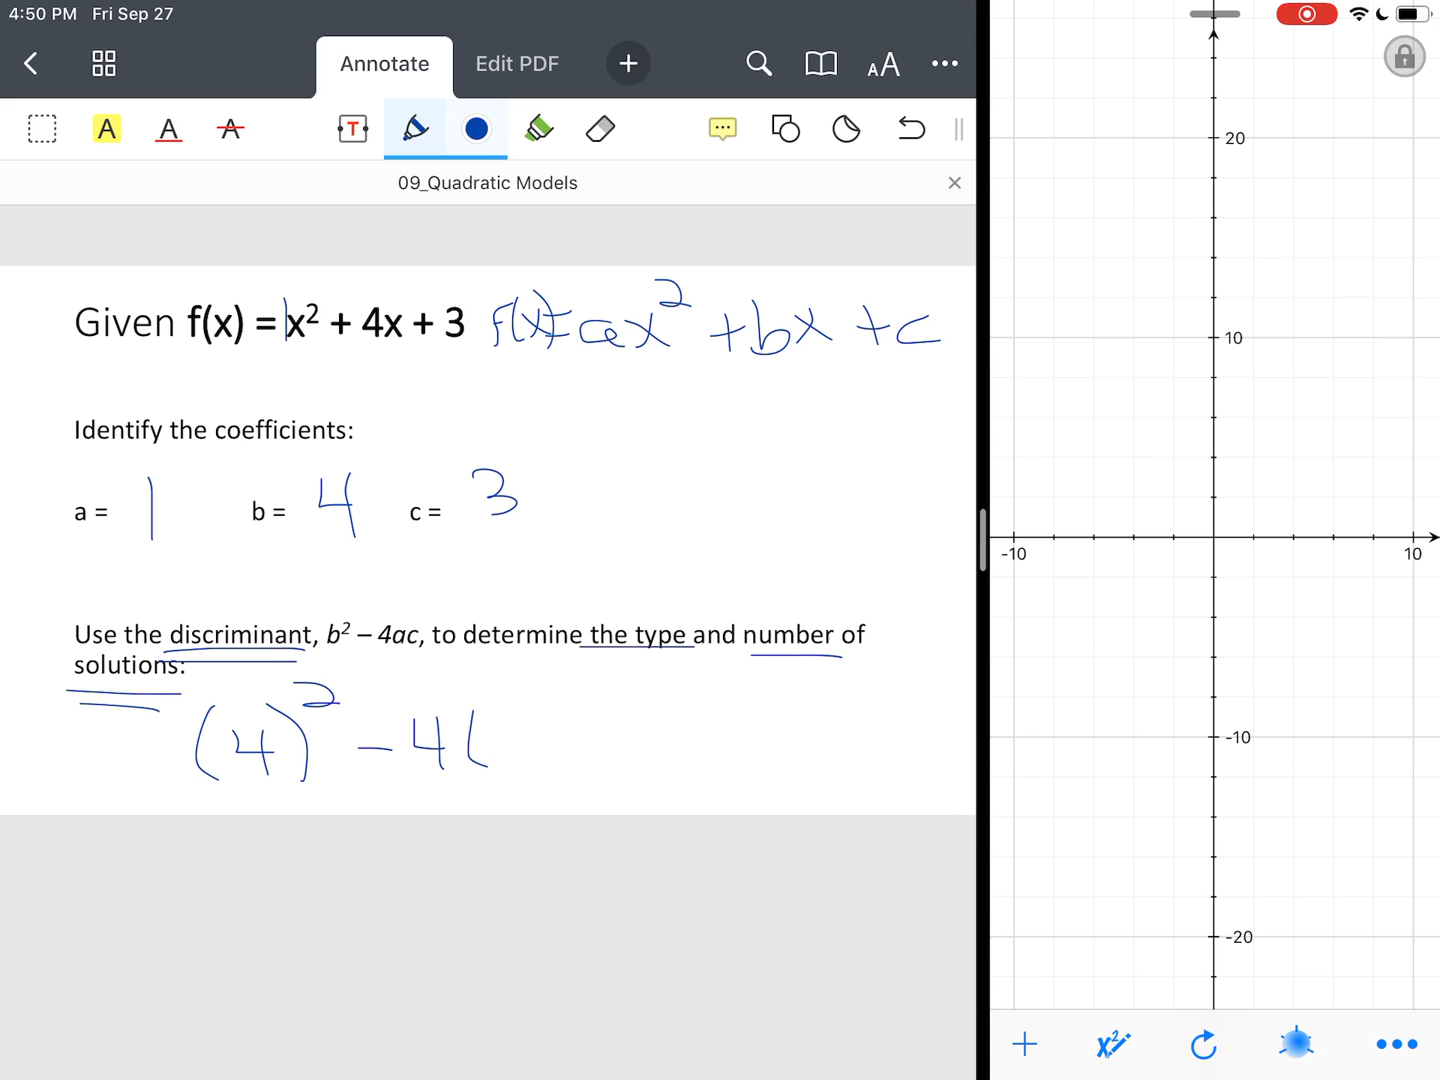 4:50 PM Fri Sep 27
Annotate Edit PDF
A A A T AA
09_Quadratic Models
Given f(x) = x² + 4x + 3 f(x)= ax² + bx + c
Identify the coefficients:
a = 1 b = 4 c = 3
Use the discriminant, b² – 4ac, to determine the type and number of
solutions:
(4)² - 4(
20
10
-10 10
-10
-20
x²